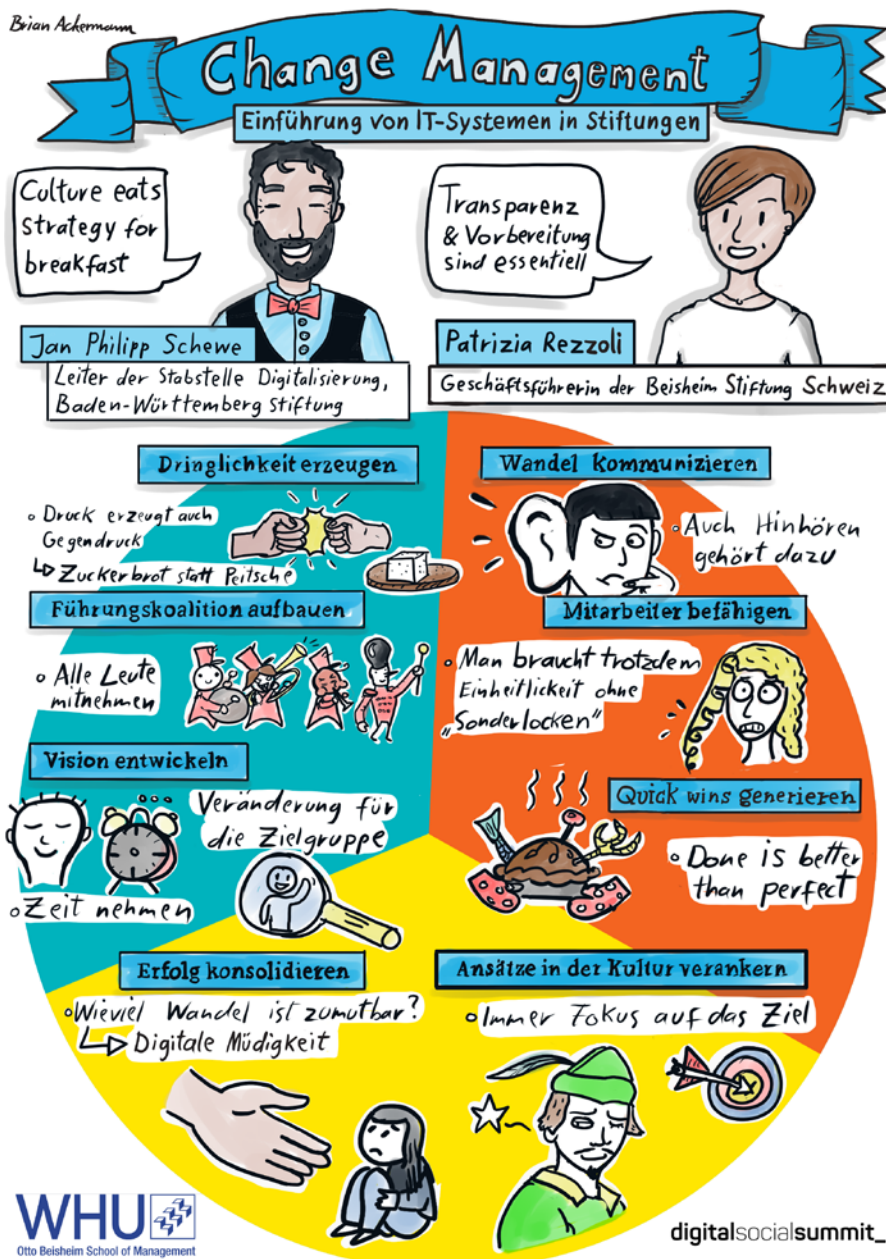 Brian Ackermann
Change Management
Einführung von IT-Systemen in Stiftungen
Culture eats
strategy for
breakfast
Transparenz
& Vorbereitung
sind essentiell
Jan Philipp Schewe
Leiter der Stabstelle Digitalisierung,
Baden-Württemberg Stiftung
Patrizia Rezzoli
Geschäftsführerin der Beisheim Stiftung Schweiz
Dringlichkeit erzeugen
Druck erzeugt auch
Gegendruck
Zuckerbrot statt Peitsche
Führungskoalition aufbauen
Alle Leute
mitnehmen
Vision entwickeln
Veränderung für
die Zielgruppe
Zeit nehmen
Wandel kommunizieren
Auch Hinhören
gehört dazu
Mitarbeiter befähigen
Man braucht trotzdem
Einheitlickeit ohne
„Sonderlocken"
Quick wins generieren
Done is better
than perfect
Erfolg konsolidieren
Wieviel Wandel ist zumutbar?
Digitale Müdigkeit
Ansätze in der Kultur verankern
Immer Fokus auf das Ziel
WHU
Otto Beisheim School of Management
digitalsocialsummit_